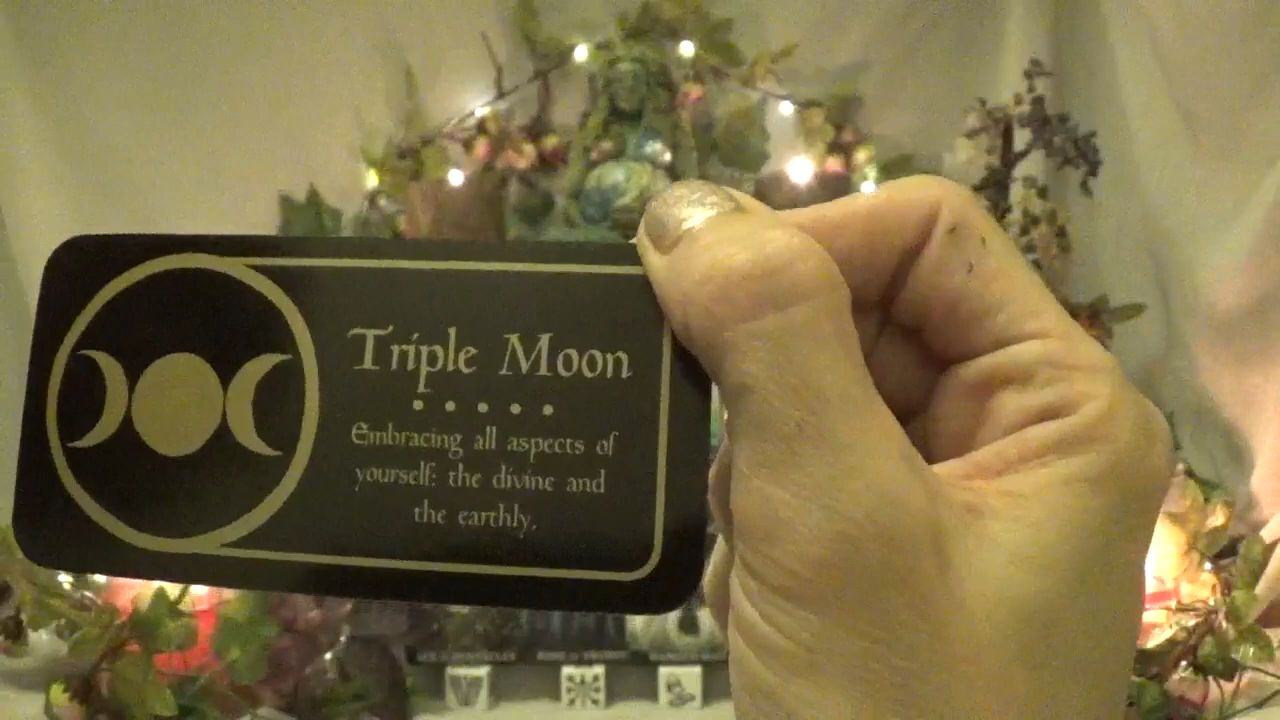 Triple Moon
Embracing all aspects of
yourself: the divine and
the earthly.